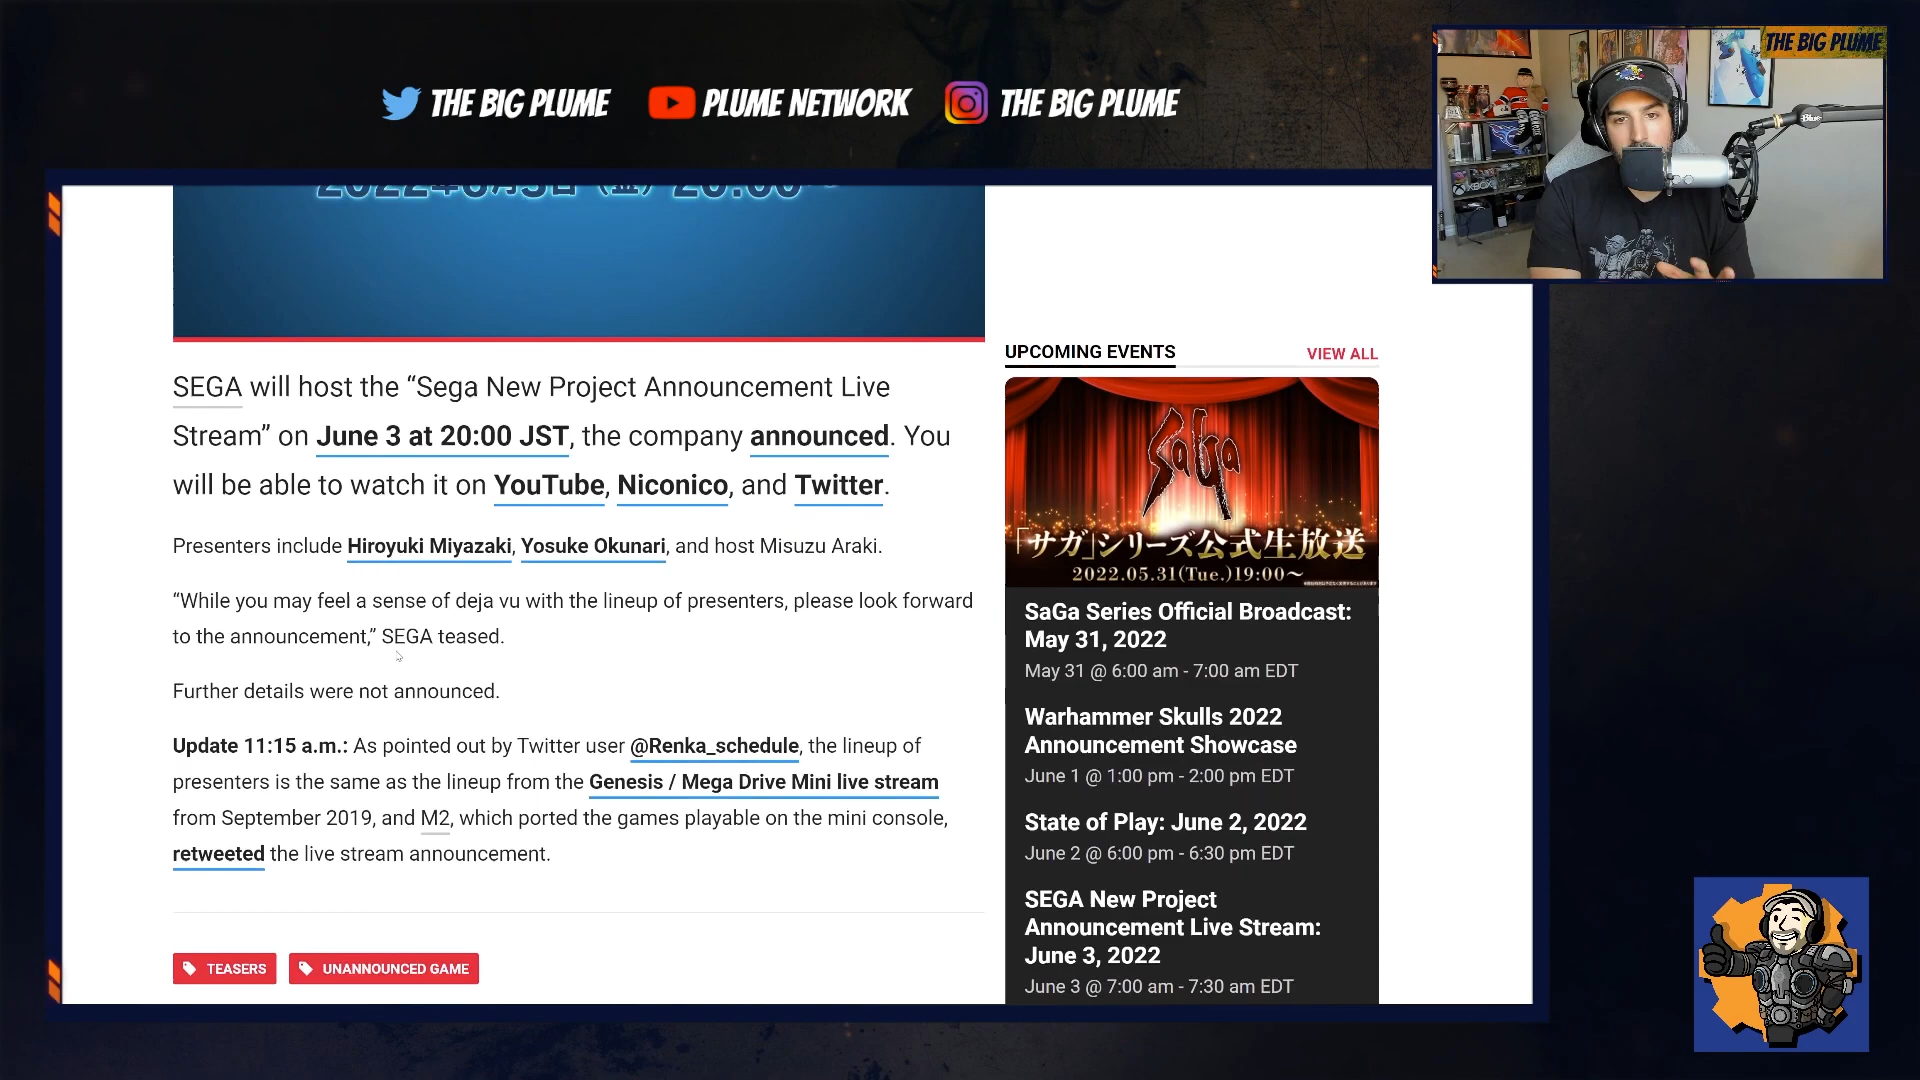 THE BIG PLUME PLUME NETWORK THE BIG PLUME
THE BIG PLUME
SEGA will host the “Sega New Project Announcement Live
Stream” on June 3 at 20:00 JST, the company announced. You
will be able to watch it on YouTube, Niconico, and Twitter.
Presenters include Hiroyuki Miyazaki, Yosuke Okunari, and host Misuzu Araki.
“While you may feel a sense of deja vu with the lineup of presenters, please look forward
to the announcement,” SEGA teased.
Further details were not announced.
Update 11:15 a.m.: As pointed out by Twitter user @Renka_schedule, the lineup of
presenters is the same as the lineup from the Genesis / Mega Drive Mini live stream
from September 2019, and M2, which ported the games playable on the mini console,
retweeted the live stream announcement.
TEASERS
UNANNOUNCED GAME
UPCOMING EVENTS
VIEW ALL
SaGa
「サガ」シリーズ公式生放送
2022.05.31(Tue.)19:00～
SaGa Series Official Broadcast:
May 31, 2022
May 31 @ 6:00 am - 7:00 am EDT
Warhammer Skulls 2022
Announcement Showcase
June 1 @ 1:00 pm - 2:00 pm EDT
State of Play: June 2, 2022
June 2 @ 6:00 pm - 6:30 pm EDT
SEGA New Project
Announcement Live Stream:
June 3, 2022
June 3 @ 7:00 am - 7:30 am EDT
XBOX
Blue